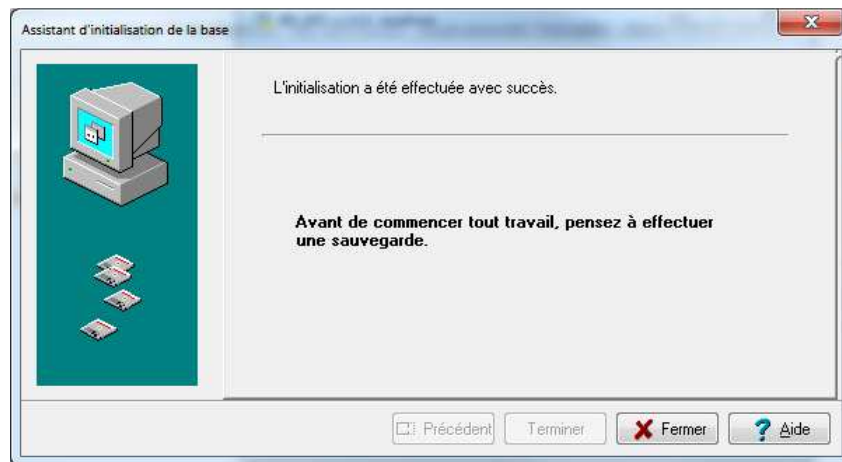 Assistant d'initialisation de la base
L'initialisation a été effectuée avec succès.
Avant de commencer tout travail, pensez à effectuer
une sauvegarde.
Précédent Terminer Fermer Aide